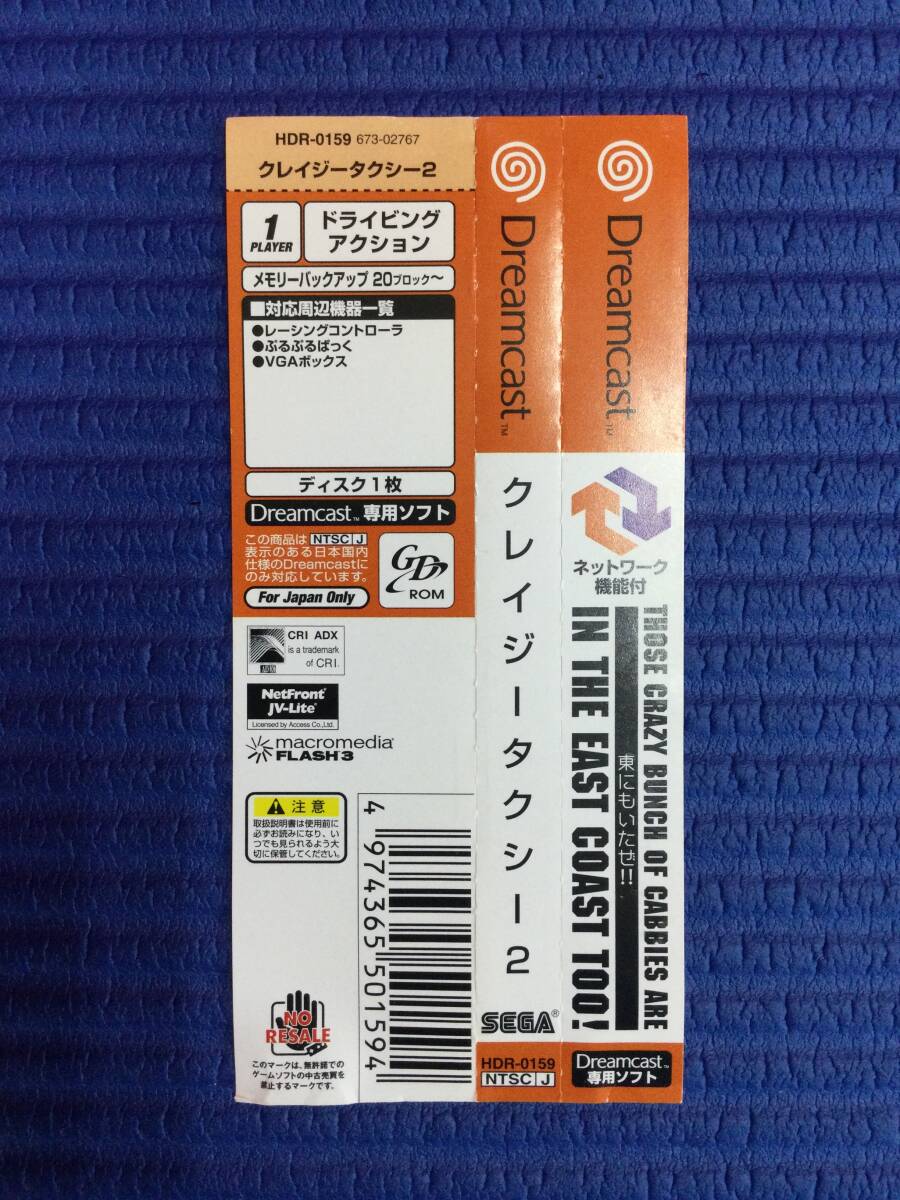 HDR-0159 673-02767
クレイジータクシー2
1
PLAYER
ドライビング
アクション
メモリーバックアップ 20ブロック〜
■対応周辺機器一覧
●レーシングコントローラ
●ぷるぷるぱっく
●VGAボックス
ディスク1枚
Dreamcast™ 専用ソフト
この商品は NTSC J
表示のある日本国内
仕様のDreamcastに
のみ対応しています。
For Japan Only
GD
ROM
CRI ADX
is a trademark
of CRI.
NetFront®
JV-Lite®
Licensed by Access Co.,Ltd.
macromedia®
FLASH 3
注意
取扱説明書は使用前に
必ずお読みになり、い
つでも見られるよう大
切に保管してください。
4 974365 501594
NO
RESALE
このマークは、無許諾での
ゲームソフトの中古売買を
禁止するマークです。
Dreamcast™
クレイジータクシー2
SEGA®
HDR-0159
NTSC J
Dreamcast™
ネットワーク
機能付
THOSE CRAZY BUNCH OF CABBIES ARE
東にもいたぜ!!
IN THE EAST COAST TOO!
Dreamcast
専用ソフト